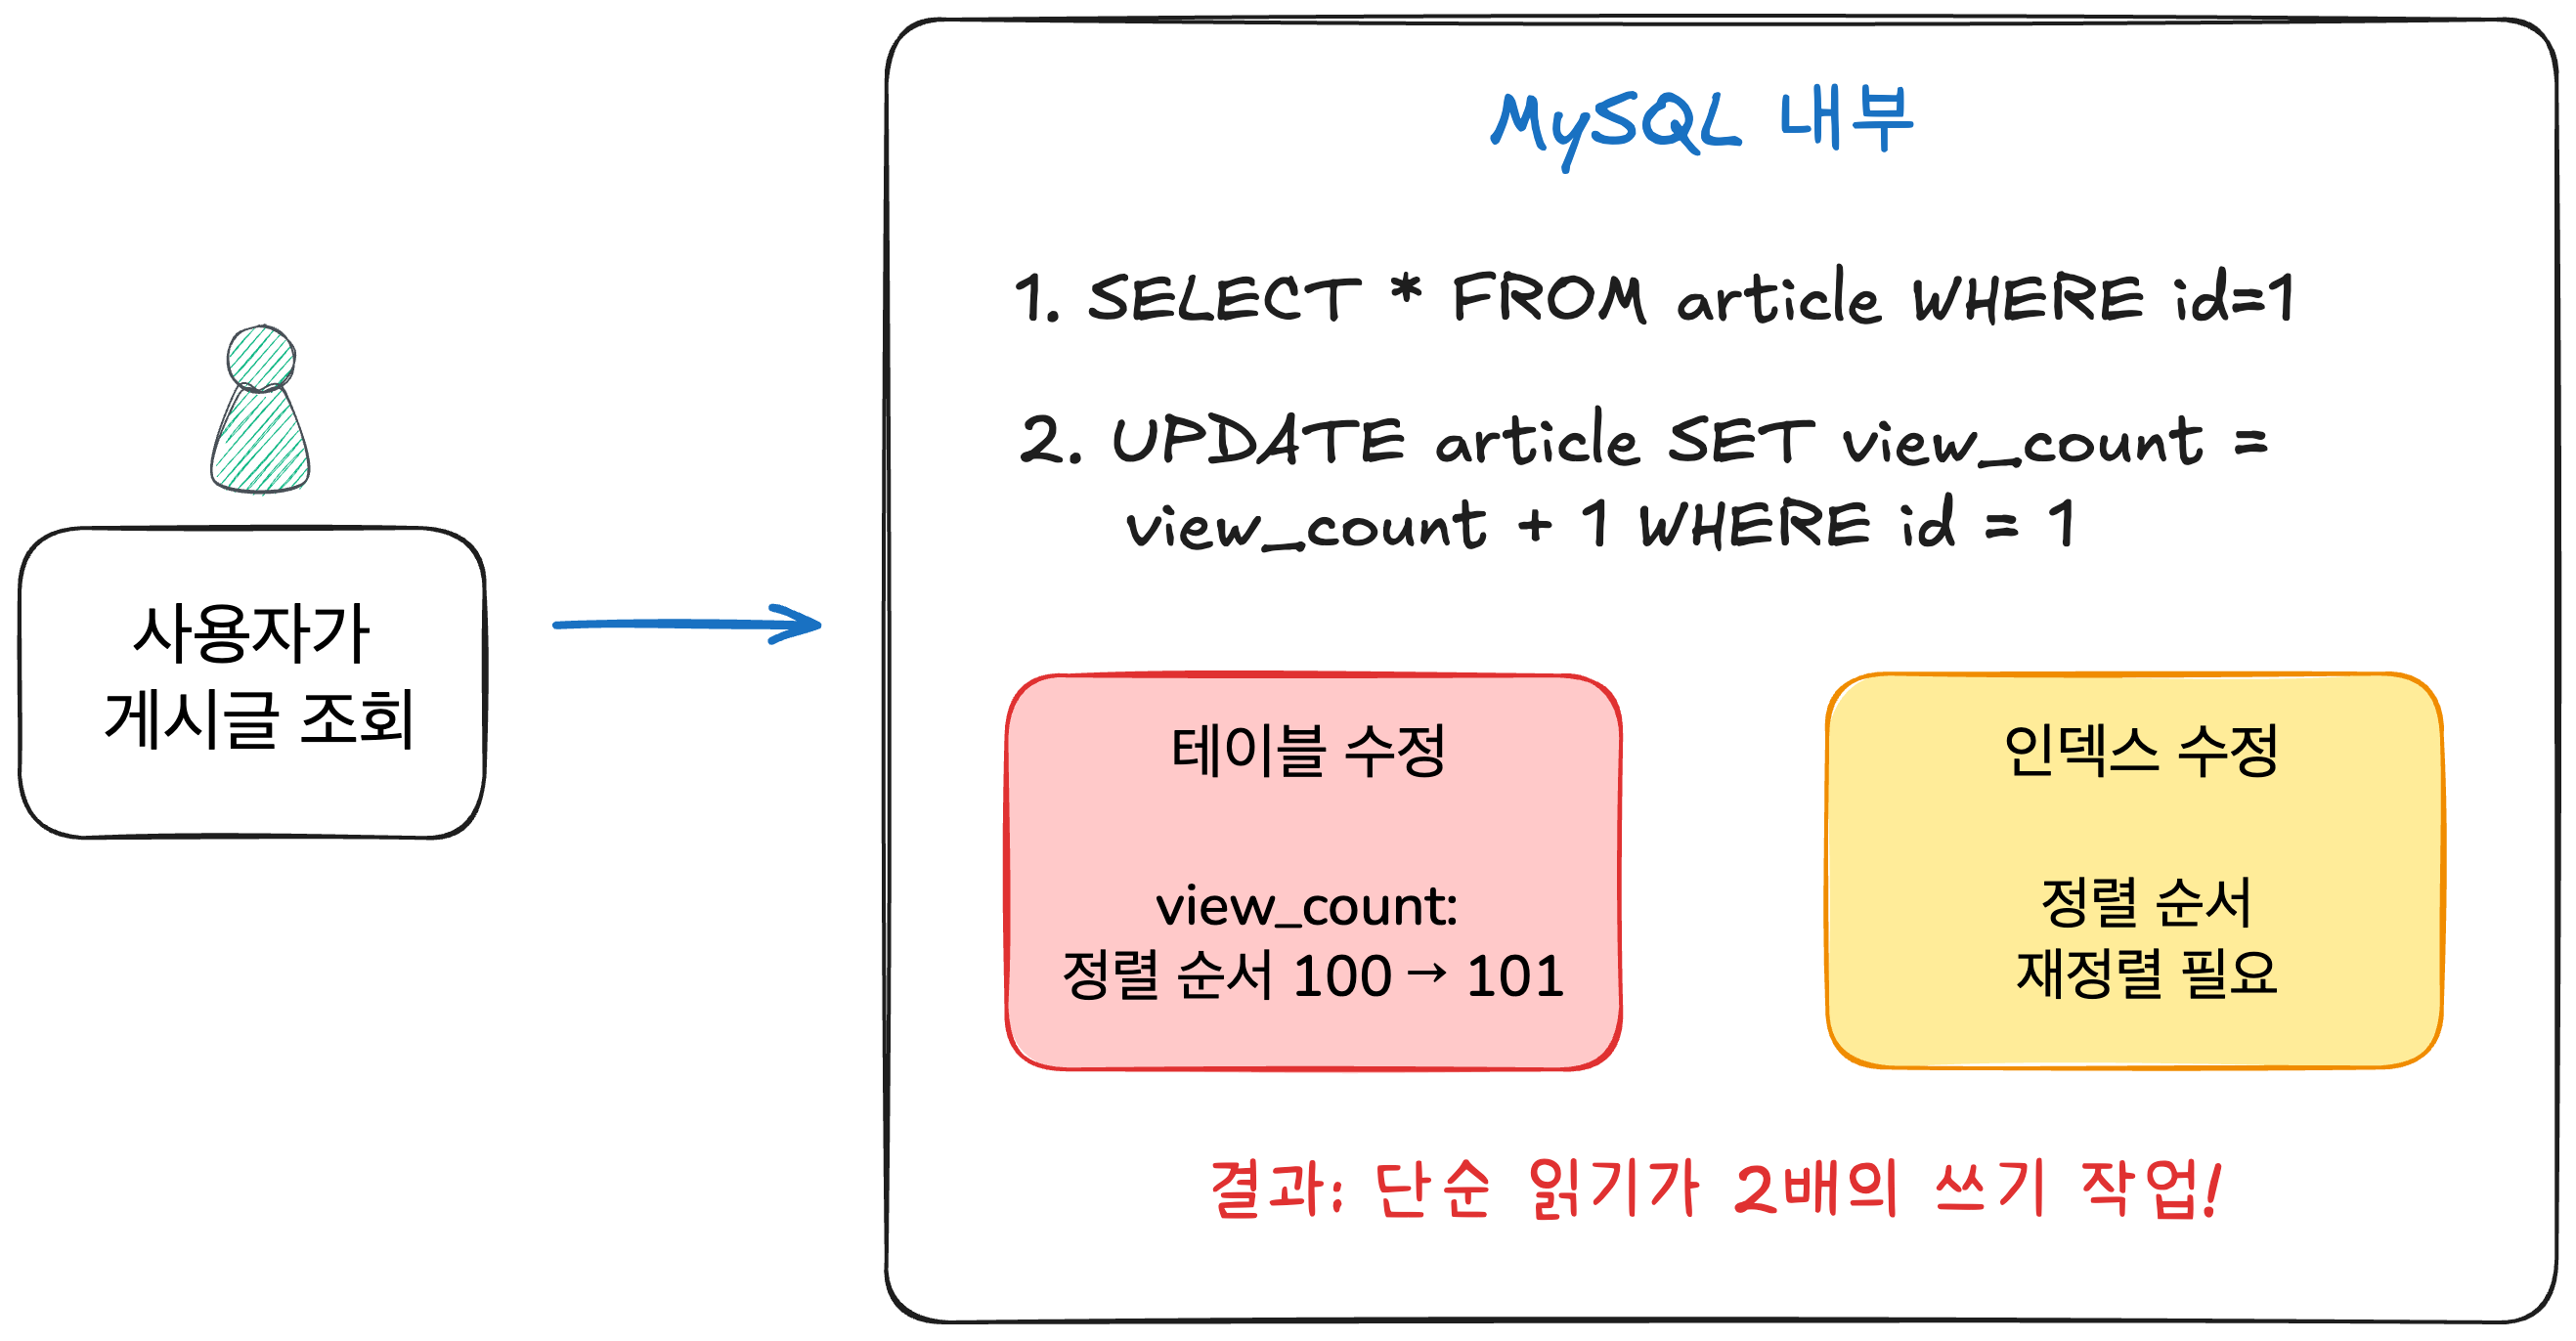 MySQL 내부
1. SELECT * FROM article WHERE id=1
2. UPDATE article SET view_count =
view_count + 1 WHERE id = 1
사용자가
게시글 조회
테이블 수정
view_count:
정렬 순서 100 → 101
인덱스 수정
정렬 순서
재정렬 필요
결과: 단순 읽기가 2배의 쓰기 작업!